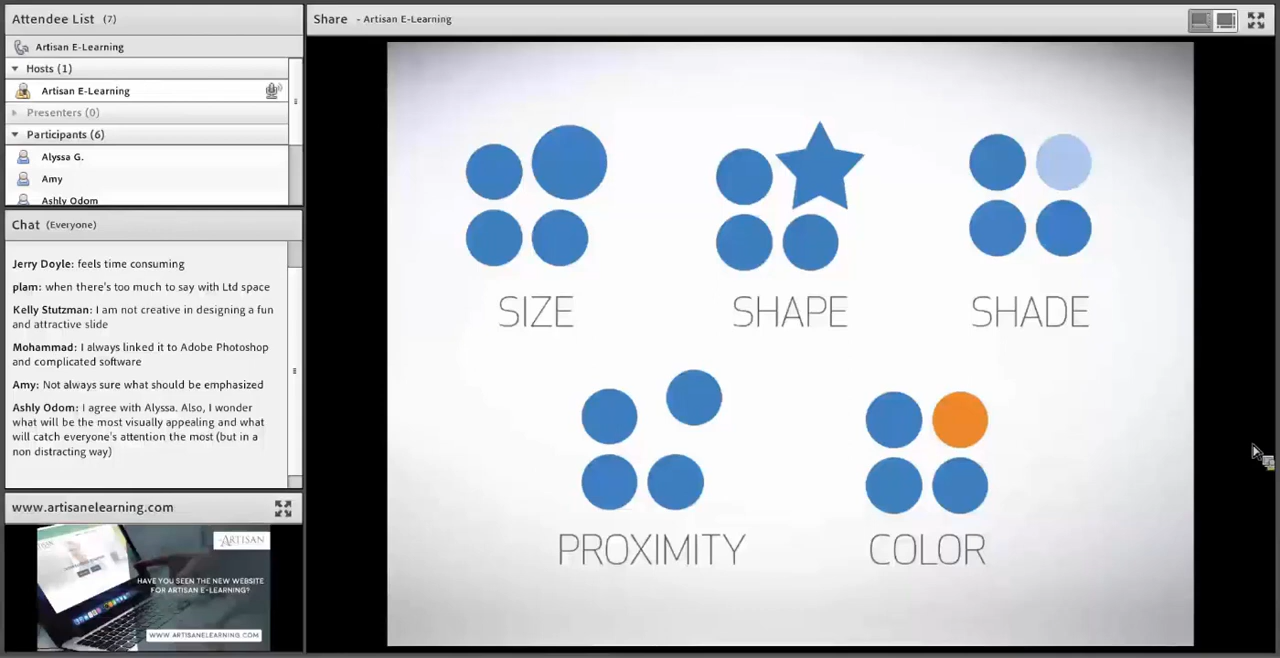 Attendee List (7)
Artisan E-Learning
Hosts (1)
Artisan E-Learning
Presenters (0)
Participants (6)
Alyssa G.
Amy
Ashly Odom
Chat (Everyone)
Jerry Doyle: feels time consuming
plam: when there's too much to say with Ltd space
Kelly Stutzman: I am not creative in designing a fun
and attractive slide
Mohammad: I always linked it to Adobe Photoshop
and complicated software
Amy: Not always sure what should be emphasized
Ashly Odom: I agree with Alyssa. Also, I wonder
what will be the most visually appealing and what
will catch everyone's attention the most (but in a
non distracting way)
www.artisanelearning.com
ARTISAN
HAVE YOU SEEN THE NEW WEBSITE
FOR ARTISAN E-LEARNING?
WWW.ARTISANELEARNING.COM
Share - Artisan E-Learning
SIZE
SHAPE
SHADE
PROXIMITY
COLOR